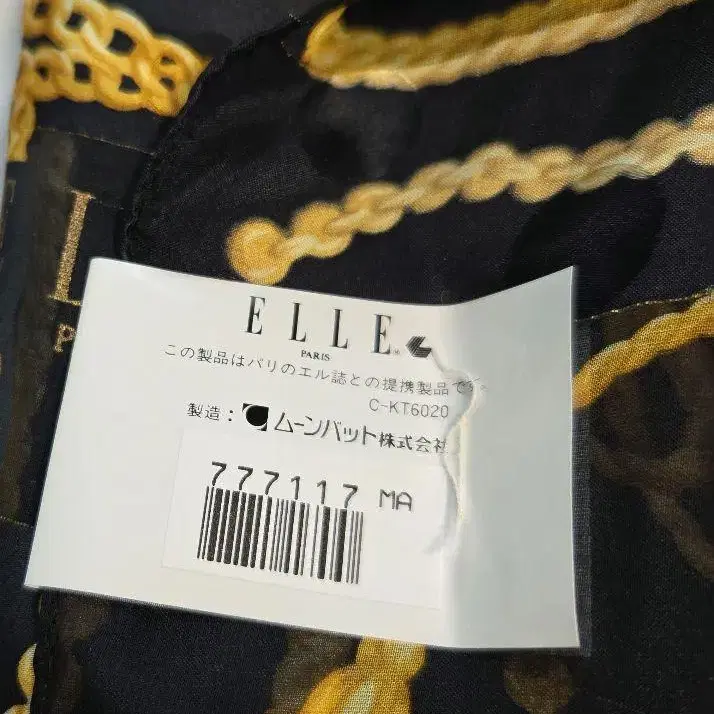 ELLE®
PARIS
この製品はパリのエル誌との提携製品です。
C-KT6020
製造：ムーンバット株式会社
777117 MA
L
P